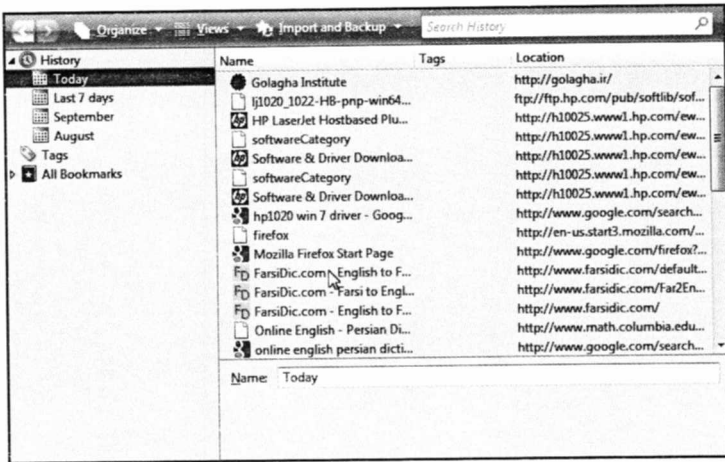 Organize Views Import and Backup Search History
History
Today
Last 7 days
September
August
Tags
All Bookmarks
Name Tags Location
Golagha Institute http://golagha.ir/
lj1020_1022-HB-pnp-win64... ftp://ftp.hp.com/pub/softlib/sof...
HP LaserJet Hostbased Plu... http://h10025.www1.hp.com/ew...
softwareCategory http://h10025.www1.hp.com/ew...
Software & Driver Downloa... http://h10025.www1.hp.com/ew...
softwareCategory http://h10025.www1.hp.com/ew...
Software & Driver Downloa... http://h10025.www1.hp.com/ew...
hp1020 win 7 driver - Goog... http://www.google.com/search...
firefox http://en-us.start3.mozilla.com/...
Mozilla Firefox Start Page http://www.google.com/firefox?...
FD FarsiDic.com - English to F... http://www.farsidic.com/default...
FD FarsiDic.com - Farsi to Engl... http://www.farsidic.com/Far2En...
FD FarsiDic.com - English to F... http://www.farsidic.com/
Online English - Persian Di... http://www.math.columbia.edu...
online english persian dicti... http://www.google.com/search...
Name: Today